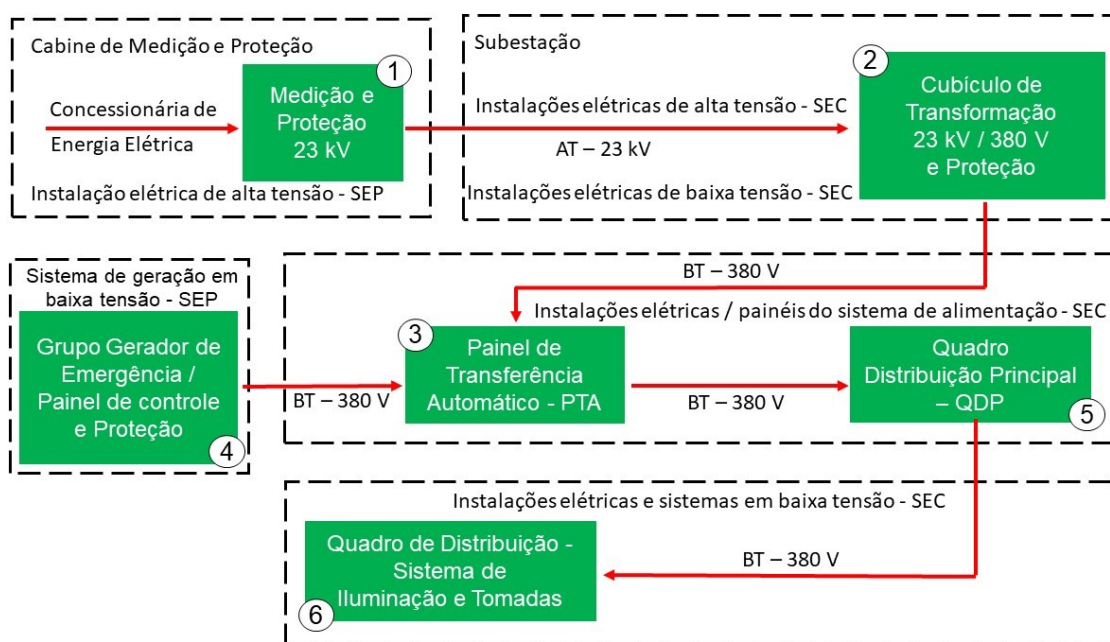 Cabine de Medição e Proteção
1
Concessionária de
Energia Elétrica
Medição e
Proteção
23 kV
Instalação elétrica de alta tensão - SEP
Subestação
2
Instalações elétricas de alta tensão - SEC
AT – 23 kV
Instalações elétricas de baixa tensão - SEC
Cubículo de
Transformação
23 kV / 380 V
e Proteção
Sistema de geração em
baixa tensão - SEP
Grupo Gerador de
Emergência /
Painel de controle
e Proteção
4
BT – 380 V
BT – 380 V
Instalações elétricas / painéis do sistema de alimentação - SEC
3
Painel de
Transferência
Automático - PTA
BT – 380 V
Quadro
Distribuição Principal
– QDP
5
Instalações elétricas e sistemas em baixa tensão - SEC
BT – 380 V
Quadro de Distribuição -
Sistema de
Iluminação e Tomadas
6